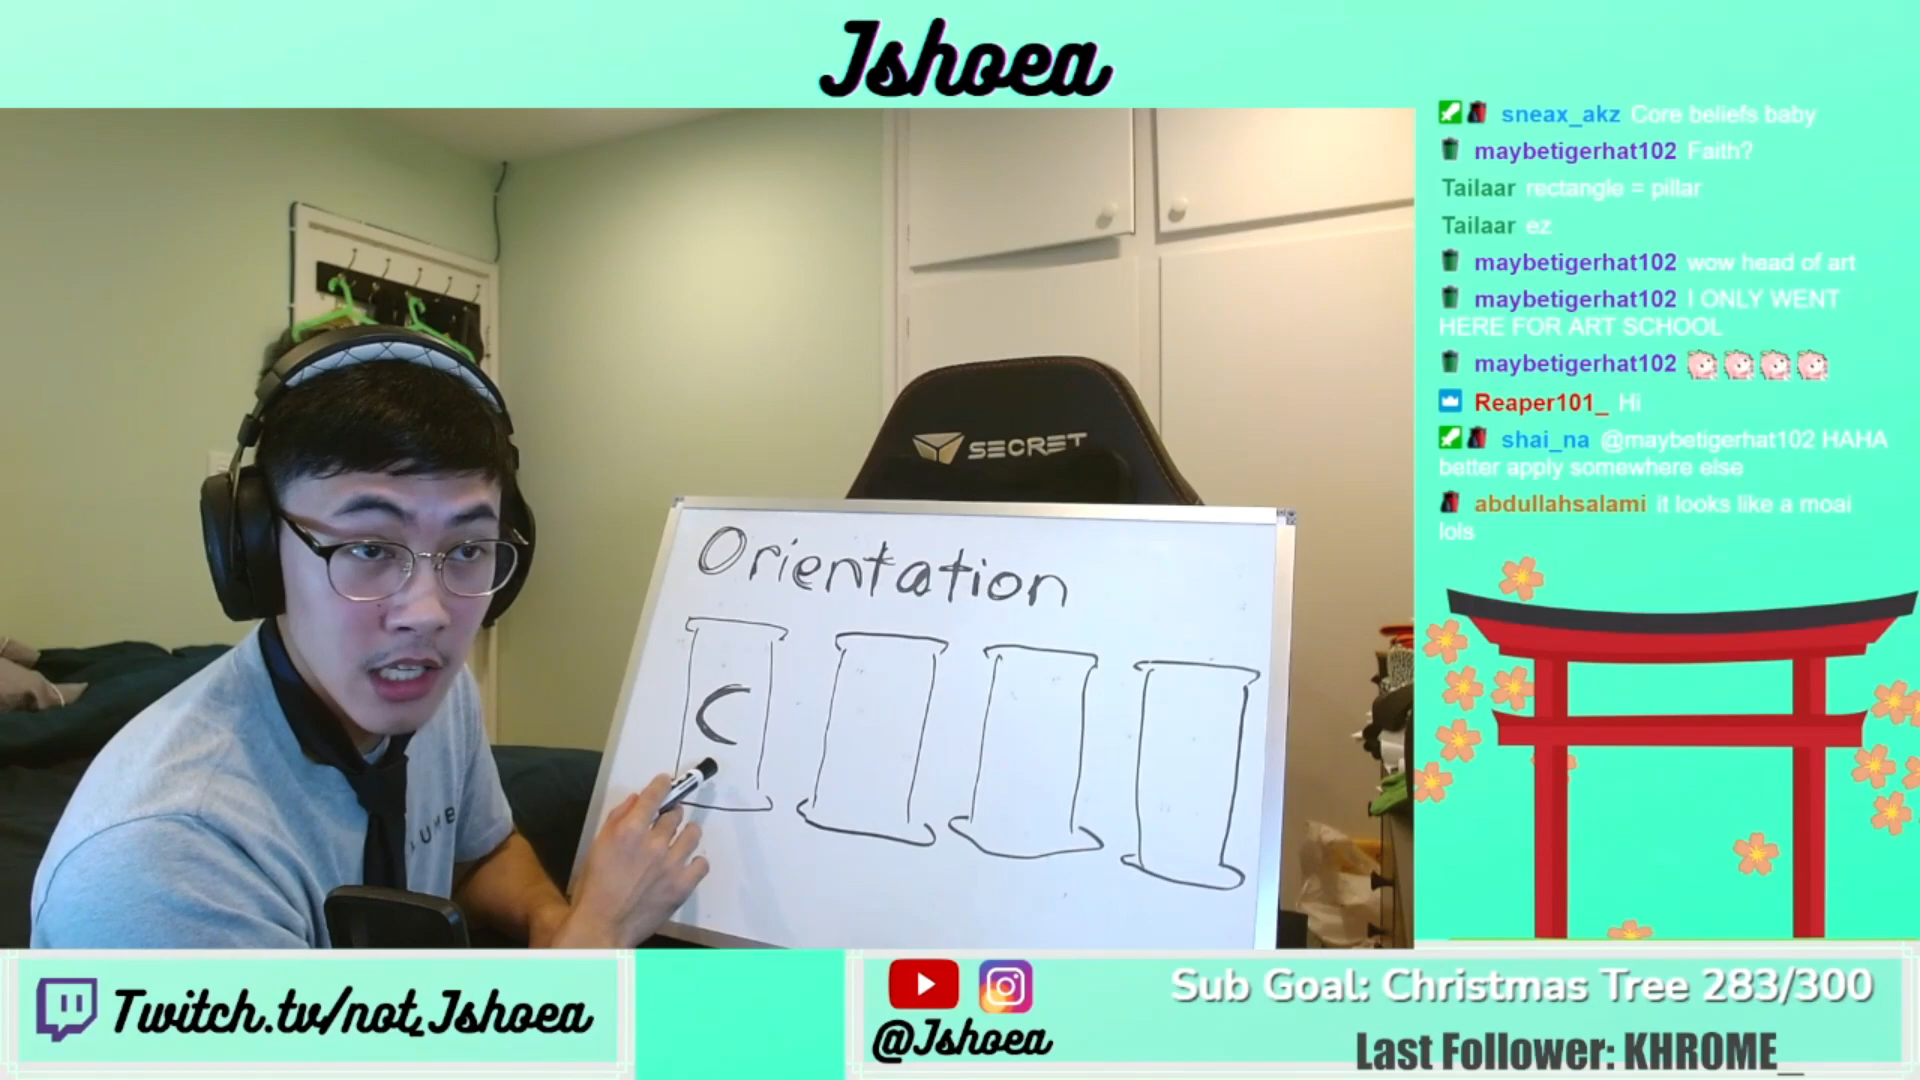 Jshoea
sneax_akz Core beliefs baby
maybetigerhat102 Faith?
Tailaar rectangle = pillar
Tailaar ez
maybetigerhat102 wow head of art
maybetigerhat102 I ONLY WENT
HERE FOR ART SCHOOL
maybetigerhat102
Reaper101_ Hi
shai_na @maybetigerhat102 HAHA
better apply somewhere else
abdullahsalami it looks like a moai
lols
SECRET
Orientation
C
Twitch.tv/not_Jshoea
@Jshoea
Sub Goal: Christmas Tree 283/300
Last Follower: KHROME_